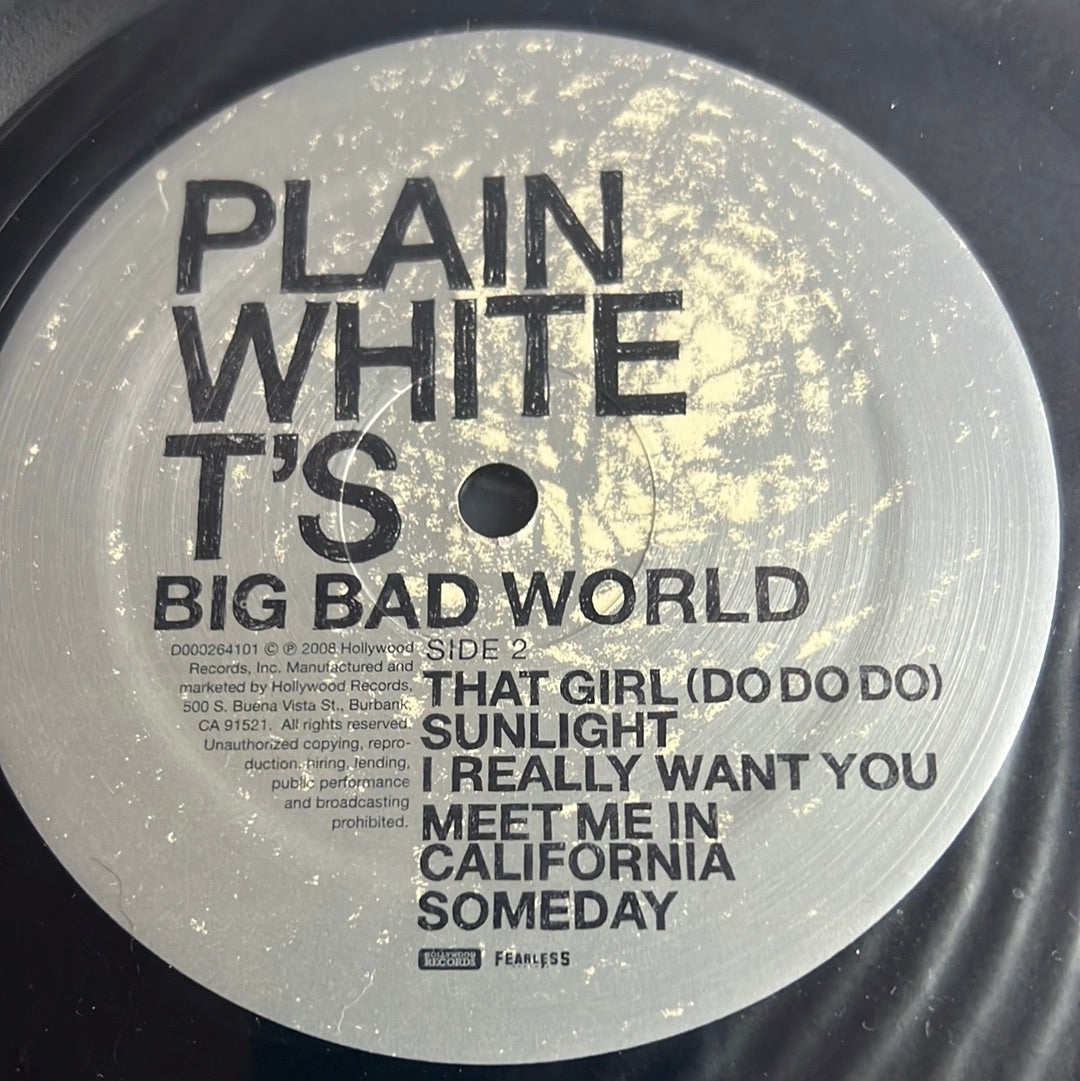 PLAIN
WHITE
T'S
BIG BAD WORLD
D000264101 © ℗ 2008 Hollywood
Records, Inc. Manufactured and
marketed by Hollywood Records,
500 S. Buena Vista St., Burbank,
CA 91521. All rights reserved.
Unauthorized copying, repro-
duction, hiring, lending,
public performance
and broadcasting
prohibited.
SIDE 2
THAT GIRL (DO DO DO)
SUNLIGHT
I REALLY WANT YOU
MEET ME IN
CALIFORNIA
SOMEDAY
HOLLYWOOD
RECORDS
FEARLESS